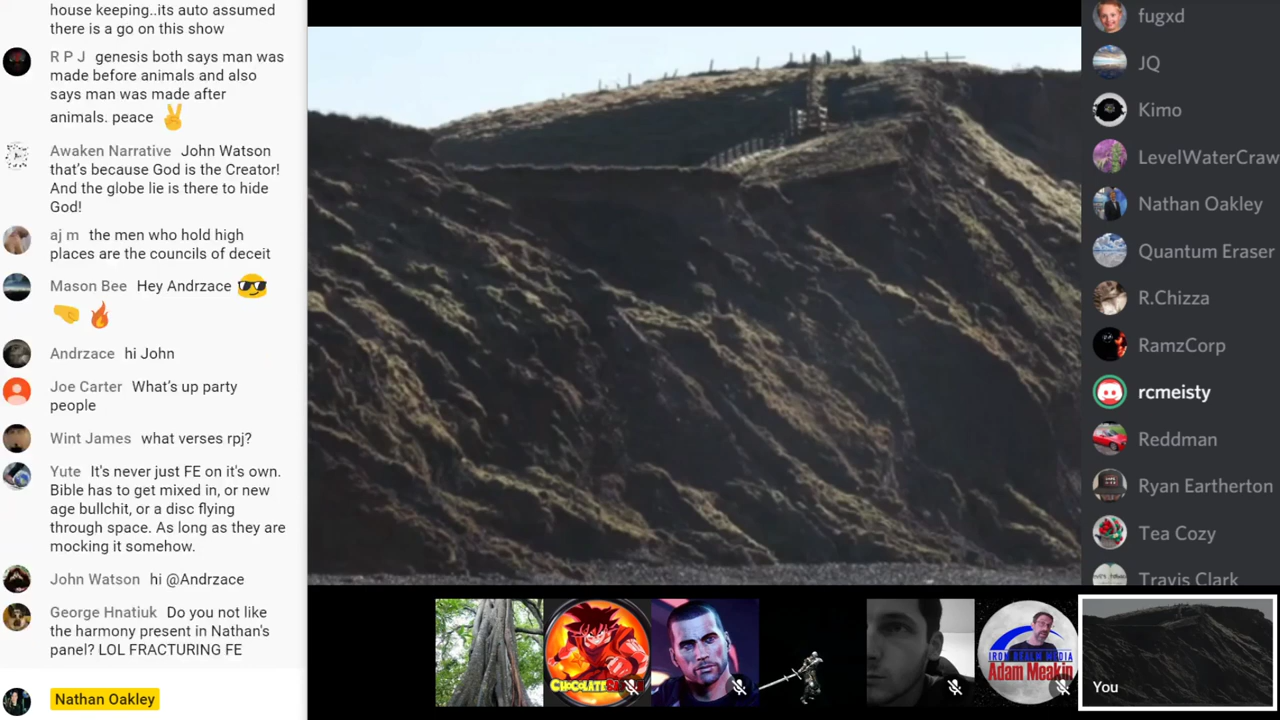 house keeping..its auto assumed
there is a go on this show
R P J genesis both says man was
made before animals and also
says man was made after
animals. peace ✌
Awaken Narrative John Watson
that's because God is the Creator!
And the globe lie is there to hide
God!
aj m the men who hold high
places are the councils of deceit
Mason Bee Hey Andrzace 😎
🤜 🔥
Andrzace hi John
Joe Carter What's up party
people
Wint James what verses rpj?
Yute It's never just FE on it's own.
Bible has to get mixed in, or new
age bullchit, or a disc flying
through space. As long as they are
mocking it somehow.
John Watson hi @Andrzace
George Hnatiuk Do you not like
the harmony present in Nathan's
panel? LOL FRACTURING FE
Nathan Oakley
fugxd
JQ
Kimo
LevelWaterCraw
Nathan Oakley
Quantum Eraser
R.Chizza
RamzCorp
rcmeisty
Reddman
Ryan Eartherton
Tea Cozy
Travis Clark
IRON REALM MEDIA
Adam Meakin
You